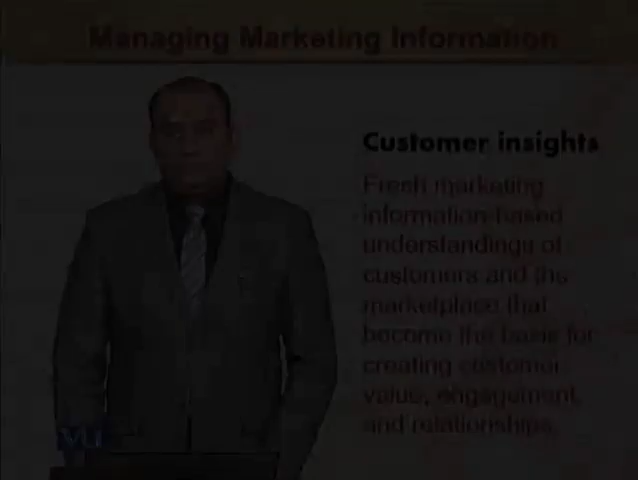 Managing Marketing Information
Customer insights
Fresh marketing
information-based
understandings of
customers and the
marketplace that
become the basis for
creating customer
value, engagement,
and relationships.
VU